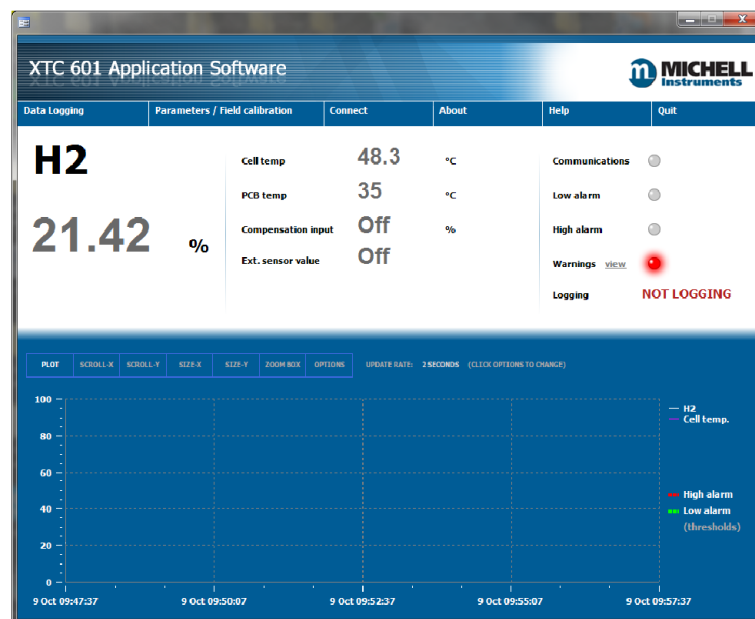 XTC 601 Application Software
MICHELL
Instruments
Data Logging Parameters / Field calibration Connect About Help Quit
H2
21.42 %
Cell temp 48.3 °C
PCB temp 35 °C
Compensation input Off %
Ext. sensor value Off
Communications
Low alarm
High alarm
Warnings view
Logging NOT LOGGING
PLOT SCROLL-X SCROLL-Y SIZE-X SIZE-Y ZOOM BOX OPTIONS UPDATE RATE: 2 SECONDS (CLICK OPTIONS TO CHANGE)
100
80
60
40
20
0
H2
Cell temp.
High alarm
Low alarm
(thresholds)
9 Oct 09:47:37 9 Oct 09:50:07 9 Oct 09:52:37 9 Oct 09:55:07 9 Oct 09:57:37